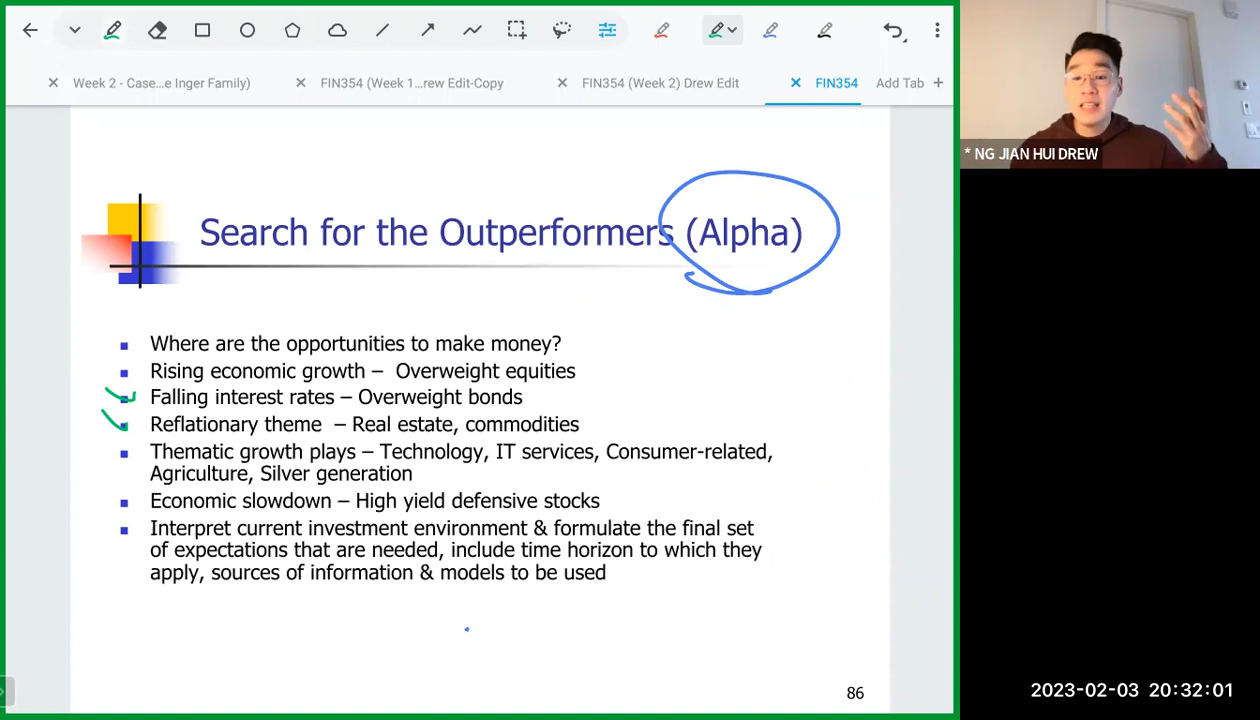 Week 2 - Case...e Inger Family)
FIN354 (Week 1...rew Edit-Copy
FIN354 (Week 2) Drew Edit
FIN354
Add Tab
* NG JIAN HUI DREW
Search for the Outperformers (Alpha)
Where are the opportunities to make money?
Rising economic growth – Overweight equities
Falling interest rates – Overweight bonds
Reflationary theme – Real estate, commodities
Thematic growth plays – Technology, IT services, Consumer-related,
Agriculture, Silver generation
Economic slowdown – High yield defensive stocks
Interpret current investment environment & formulate the final set
of expectations that are needed, include time horizon to which they
apply, sources of information & models to be used
86
2023-02-03 20:32:01